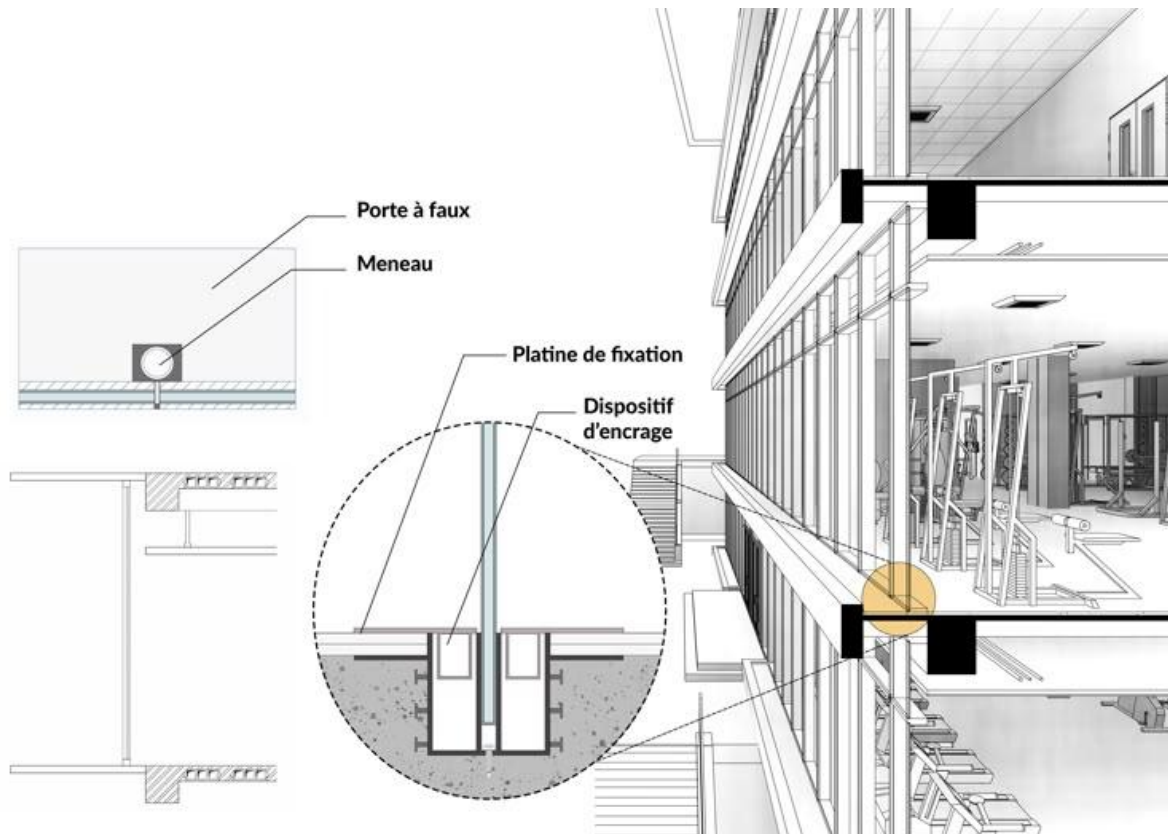 Porte à faux
Meneau
Platine de fixation
Dispositif
d'encrage